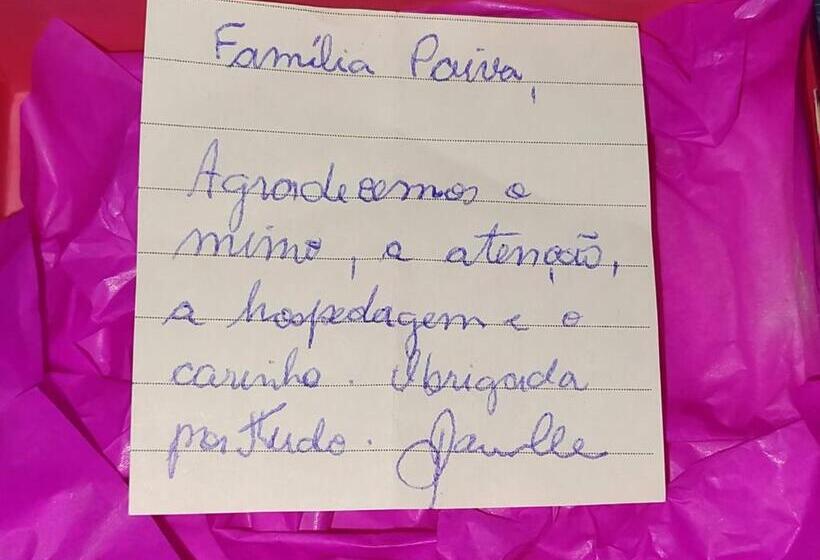 Família Paiva,
Agradecemos o
mimo, a atenção,
a hospedagem e o
carinho. Obrigada
por tudo.